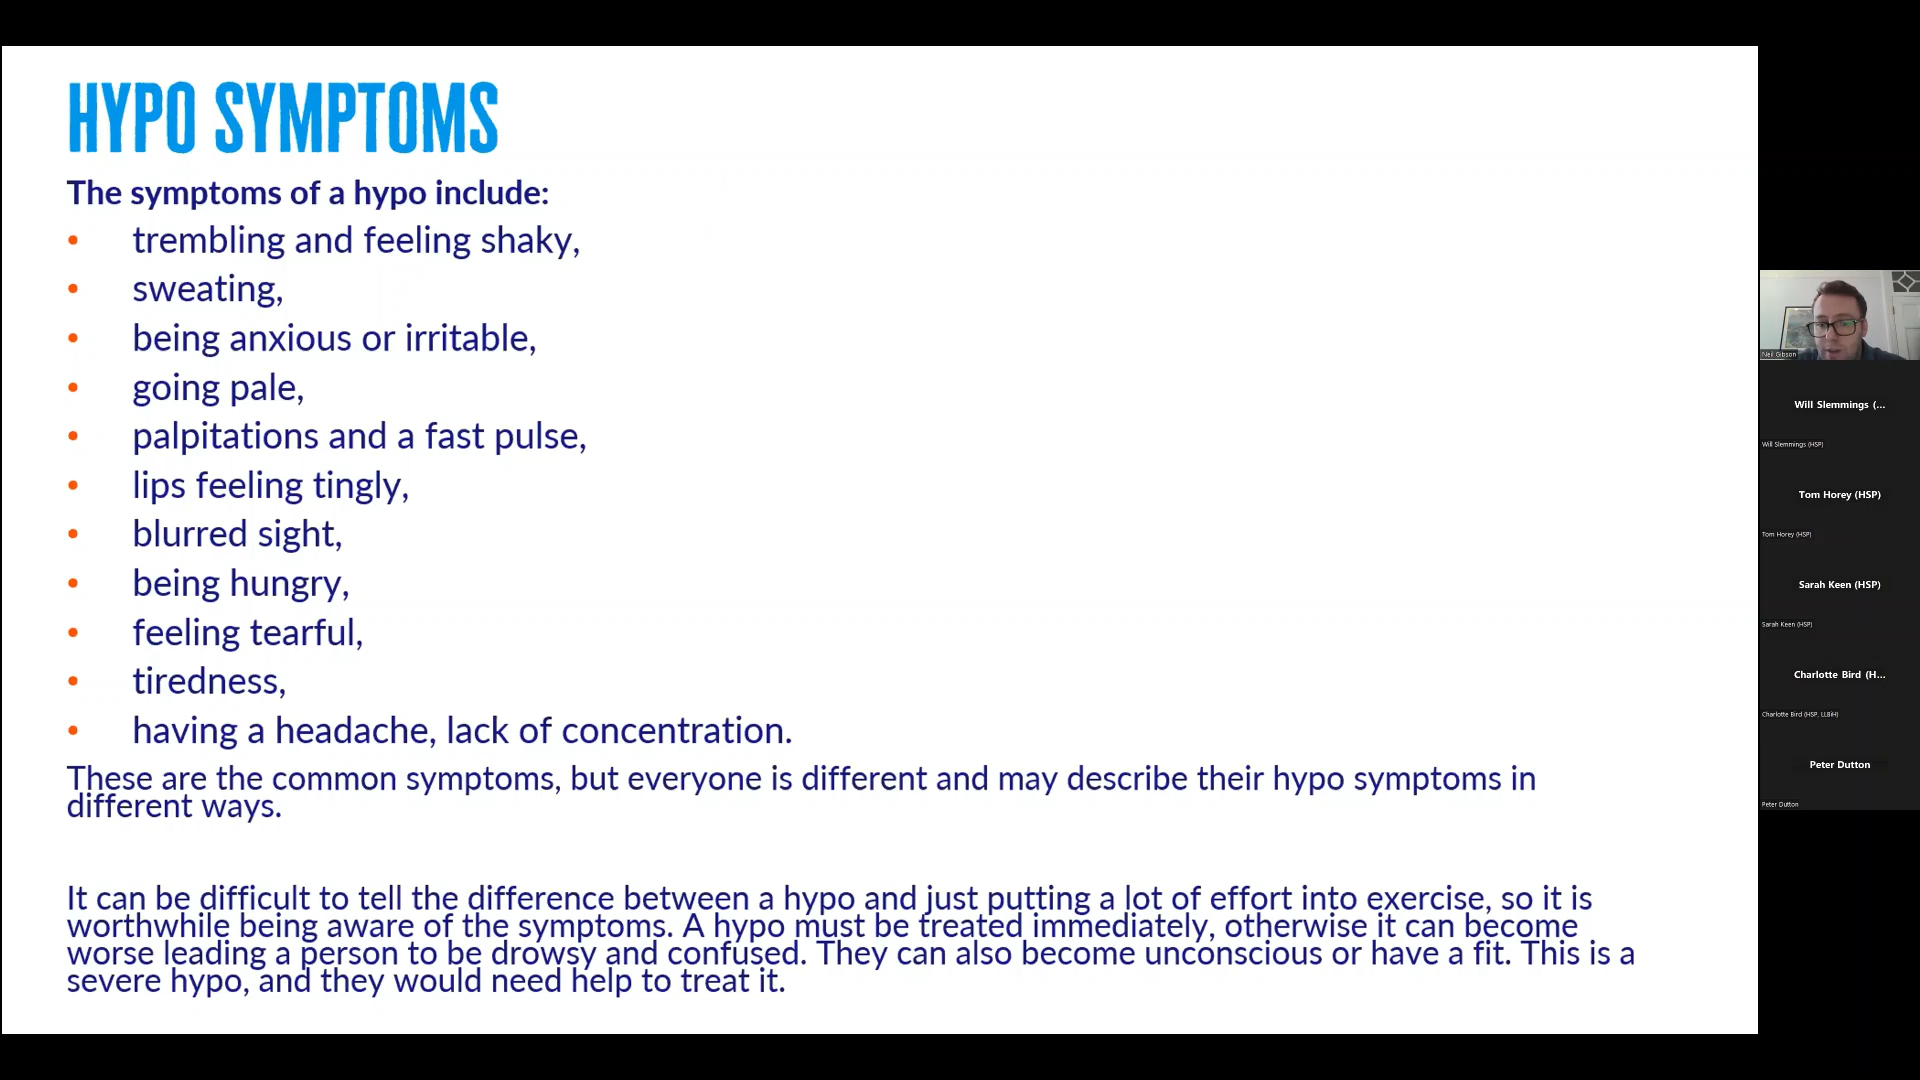 HYPO SYMPTOMS
The symptoms of a hypo include:
• trembling and feeling shaky,
• sweating,
• being anxious or irritable,
• going pale,
• palpitations and a fast pulse,
• lips feeling tingly,
• blurred sight,
• being hungry,
• feeling tearful,
• tiredness,
• having a headache, lack of concentration.
These are the common symptoms, but everyone is different and may describe their hypo symptoms in
different ways.
It can be difficult to tell the difference between a hypo and just putting a lot of effort into exercise, so it is
worthwhile being aware of the symptoms. A hypo must be treated immediately, otherwise it can become
worse leading a person to be drowsy and confused. They can also become unconscious or have a fit. This is a
severe hypo, and they would need help to treat it.
Neil Gibson
Will Slemmings (...
Will Slemmings (HSP)
Tom Horey (HSP)
Tom Horey (HSP)
Sarah Keen (HSP)
Sarah Keen (HSP)
Charlotte Bird (H...
Charlotte Bird (HSP, LLBiH)
Peter Dutton
Peter Dutton